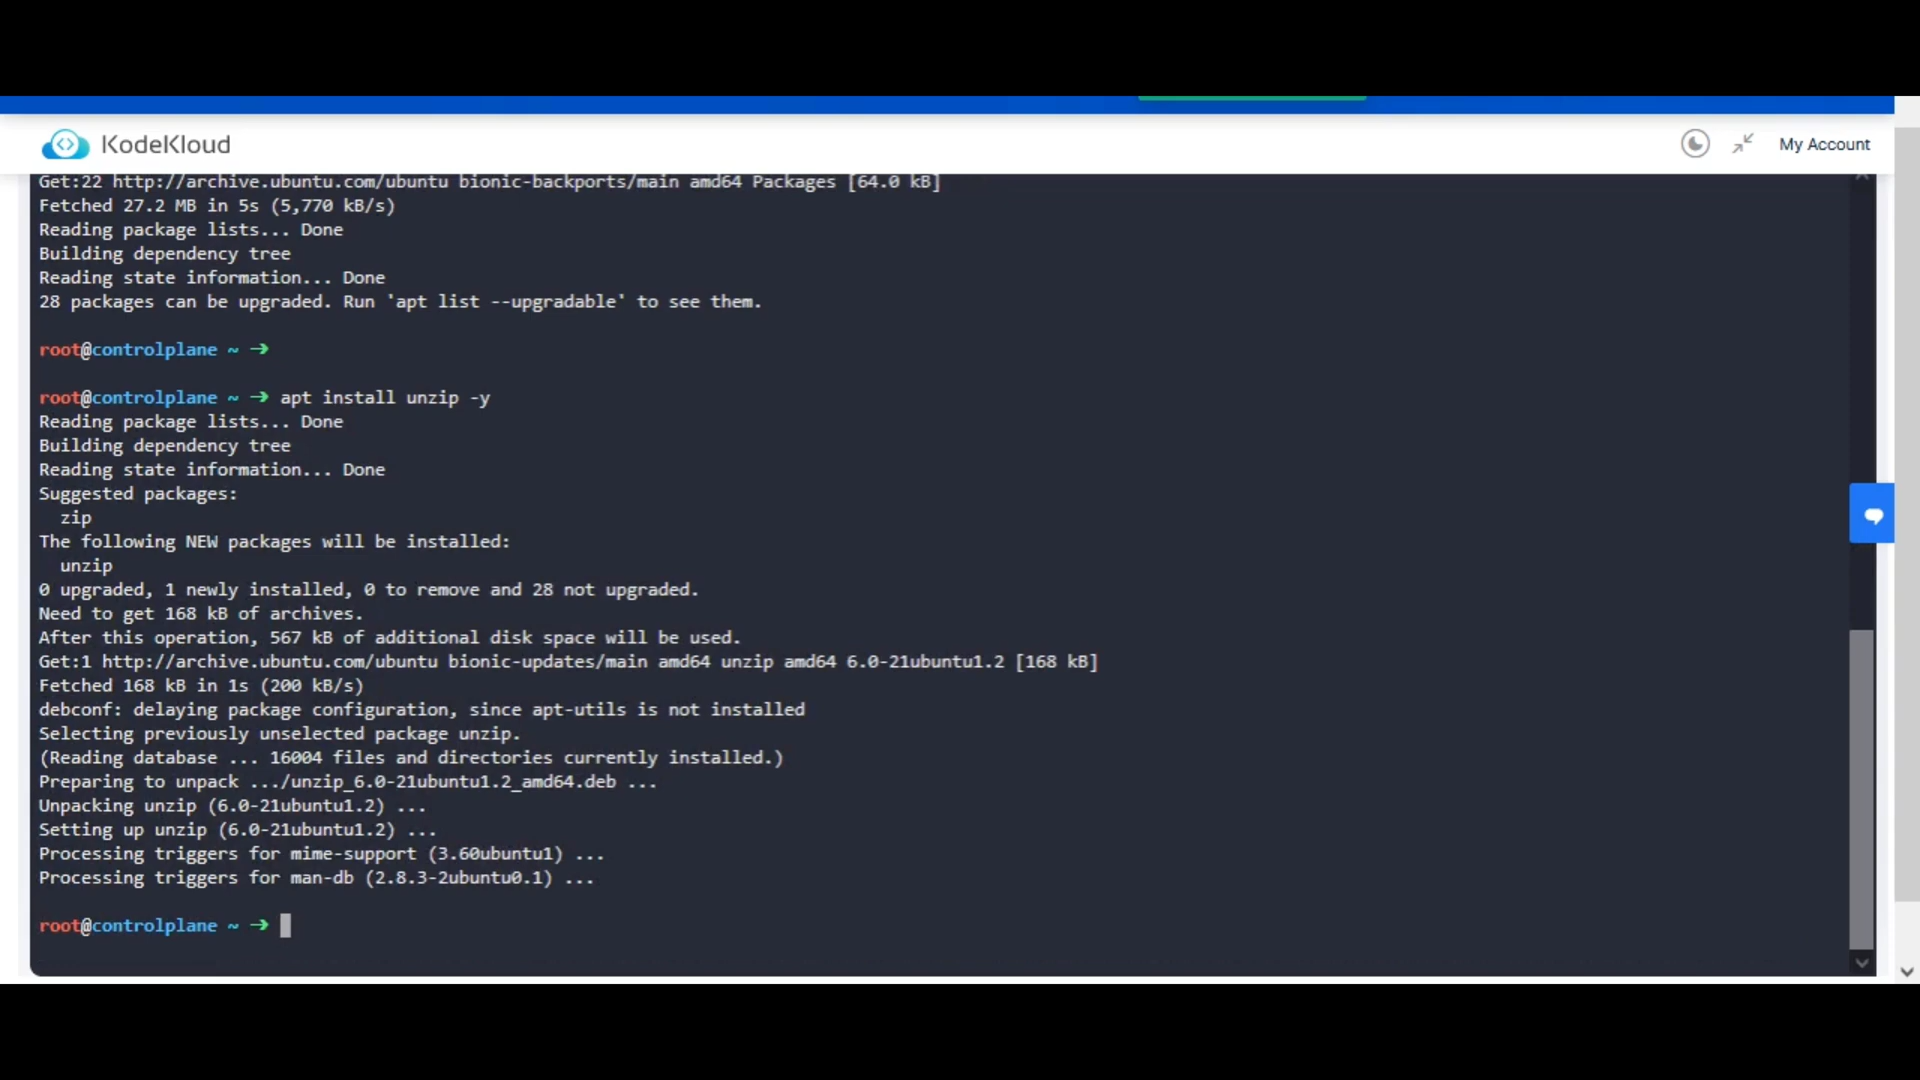 KodeKloud
My Account
Get:22 http://archive.ubuntu.com/ubuntu bionic-backports/main amd64 Packages [64.0 kB]
Fetched 27.2 MB in 5s (5,770 kB/s)
Reading package lists... Done
Building dependency tree
Reading state information... Done
28 packages can be upgraded. Run 'apt list --upgradable' to see them.
root@controlplane ~ ➜
root@controlplane ~ ➜ apt install unzip -y
Reading package lists... Done
Building dependency tree
Reading state information... Done
Suggested packages:
zip
The following NEW packages will be installed:
unzip
0 upgraded, 1 newly installed, 0 to remove and 28 not upgraded.
Need to get 168 kB of archives.
After this operation, 567 kB of additional disk space will be used.
Get:1 http://archive.ubuntu.com/ubuntu bionic-updates/main amd64 unzip amd64 6.0-21ubuntu1.2 [168 kB]
Fetched 168 kB in 1s (200 kB/s)
debconf: delaying package configuration, since apt-utils is not installed
Selecting previously unselected package unzip.
(Reading database ... 16004 files and directories currently installed.)
Preparing to unpack .../unzip_6.0-21ubuntu1.2_amd64.deb ...
Unpacking unzip (6.0-21ubuntu1.2) ...
Setting up unzip (6.0-21ubuntu1.2) ...
Processing triggers for mime-support (3.60ubuntu1) ...
Processing triggers for man-db (2.8.3-2ubuntu0.1) ...
root@controlplane ~ ➜